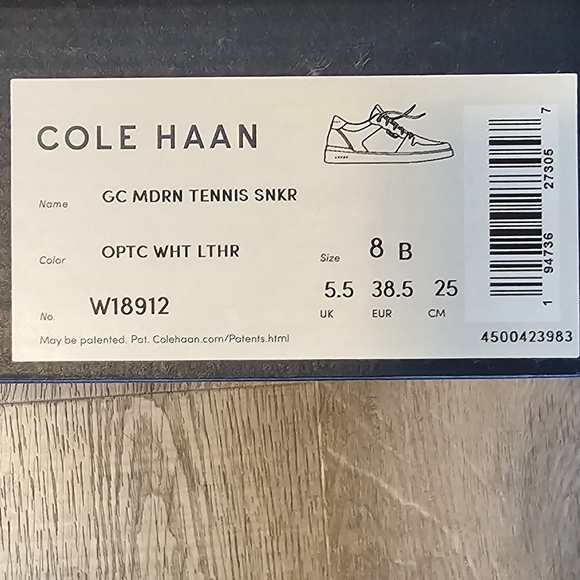 COLE HAAN
Name GC MDRN TENNIS SNKR
Color OPTC WHT LTHR
Size 8 B
No. W18912
5.5 38.5 25
UK EUR CM
May be patented. Pat. Colehaan.com/Patents.html
1 94736 27305 7
4500423983